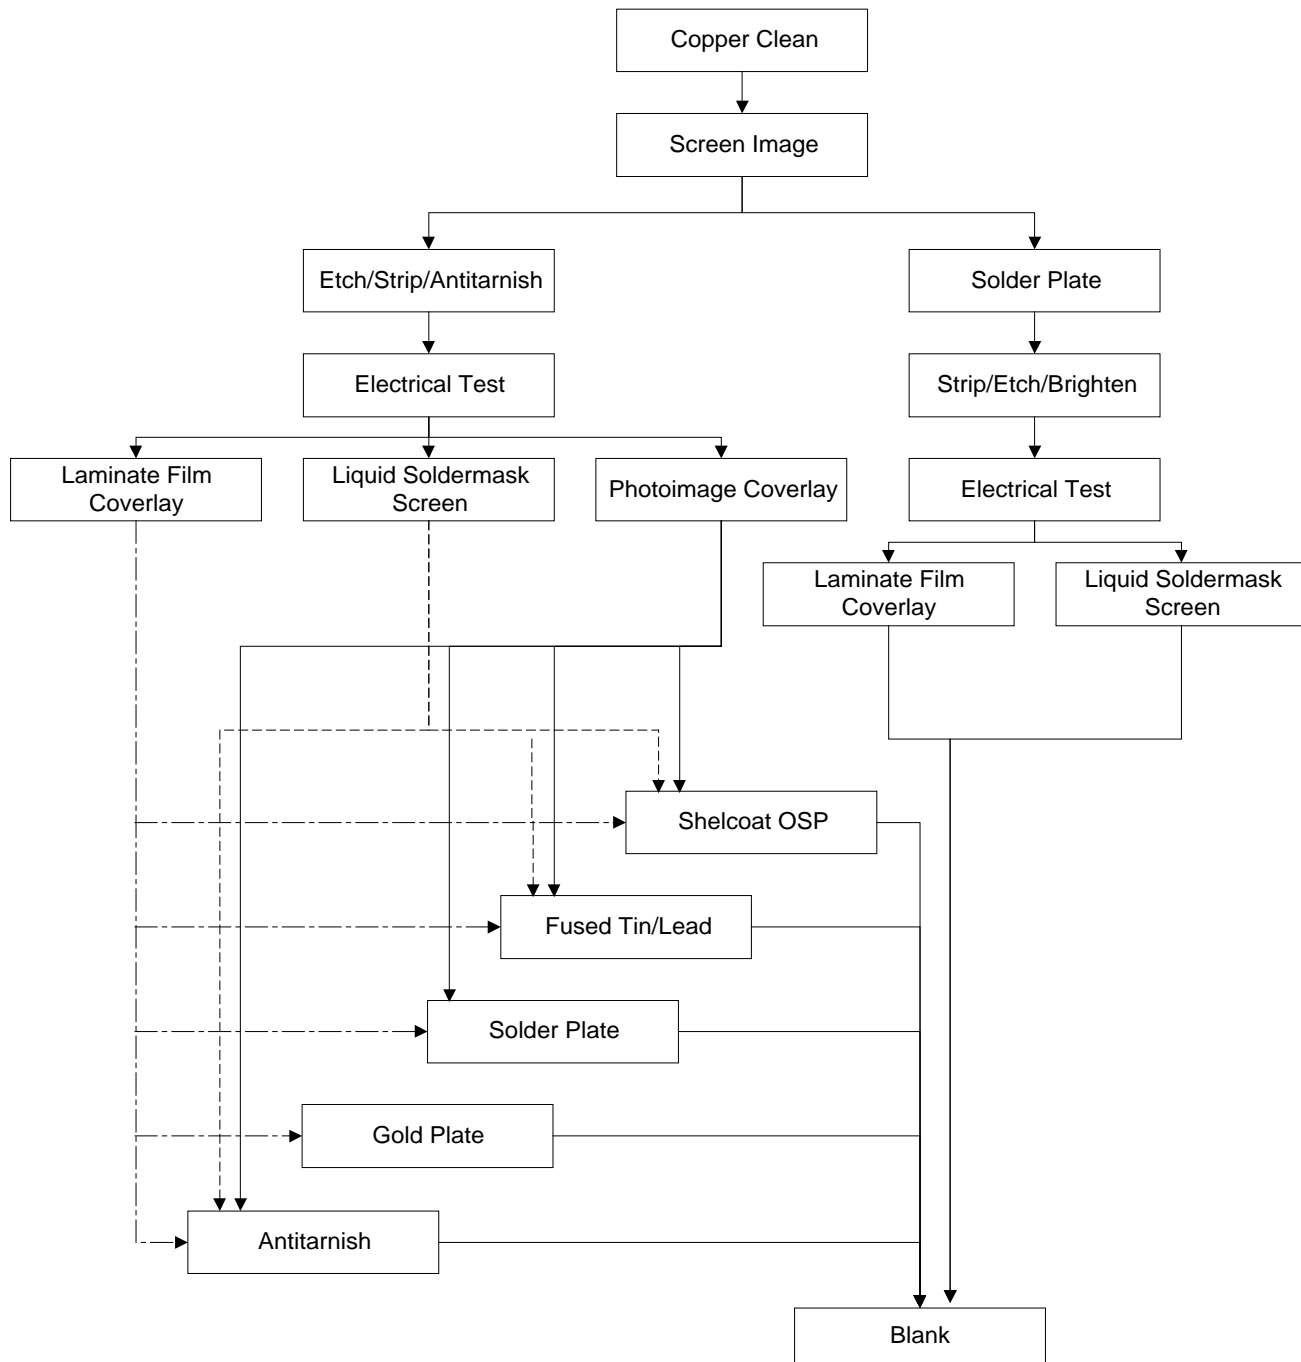 Copper Clean
Screen Image
Etch/Strip/Antitarnish
Solder Plate
Electrical Test
Strip/Etch/Brighten
Laminate Film
Coverlay
Liquid Soldermask
Screen
Photoimage Coverlay
Electrical Test
Laminate Film
Coverlay
Liquid Soldermask
Screen
Shelcoat OSP
Fused Tin/Lead
Solder Plate
Gold Plate
Antitarnish
Blank